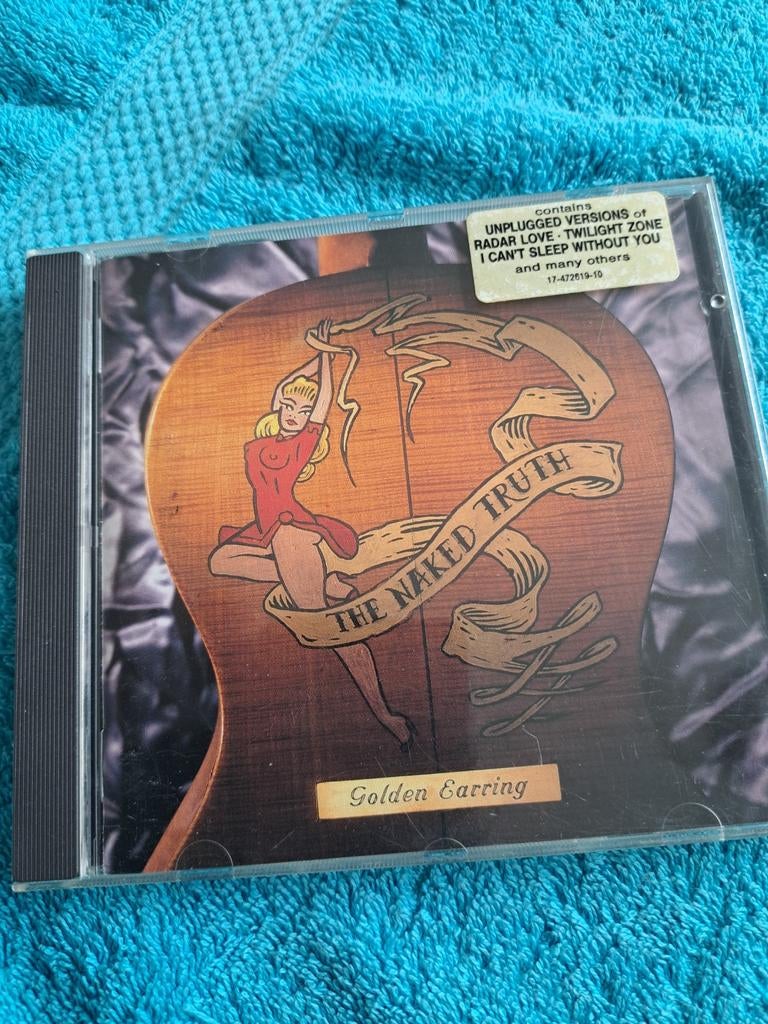 contains
UNPLUGGED VERSIONS of
RADAR LOVE · TWILIGHT ZONE
I CAN'T SLEEP WITHOUT YOU
and many others
17-472619-10
THE NAKED TRUTH
Golden Earring